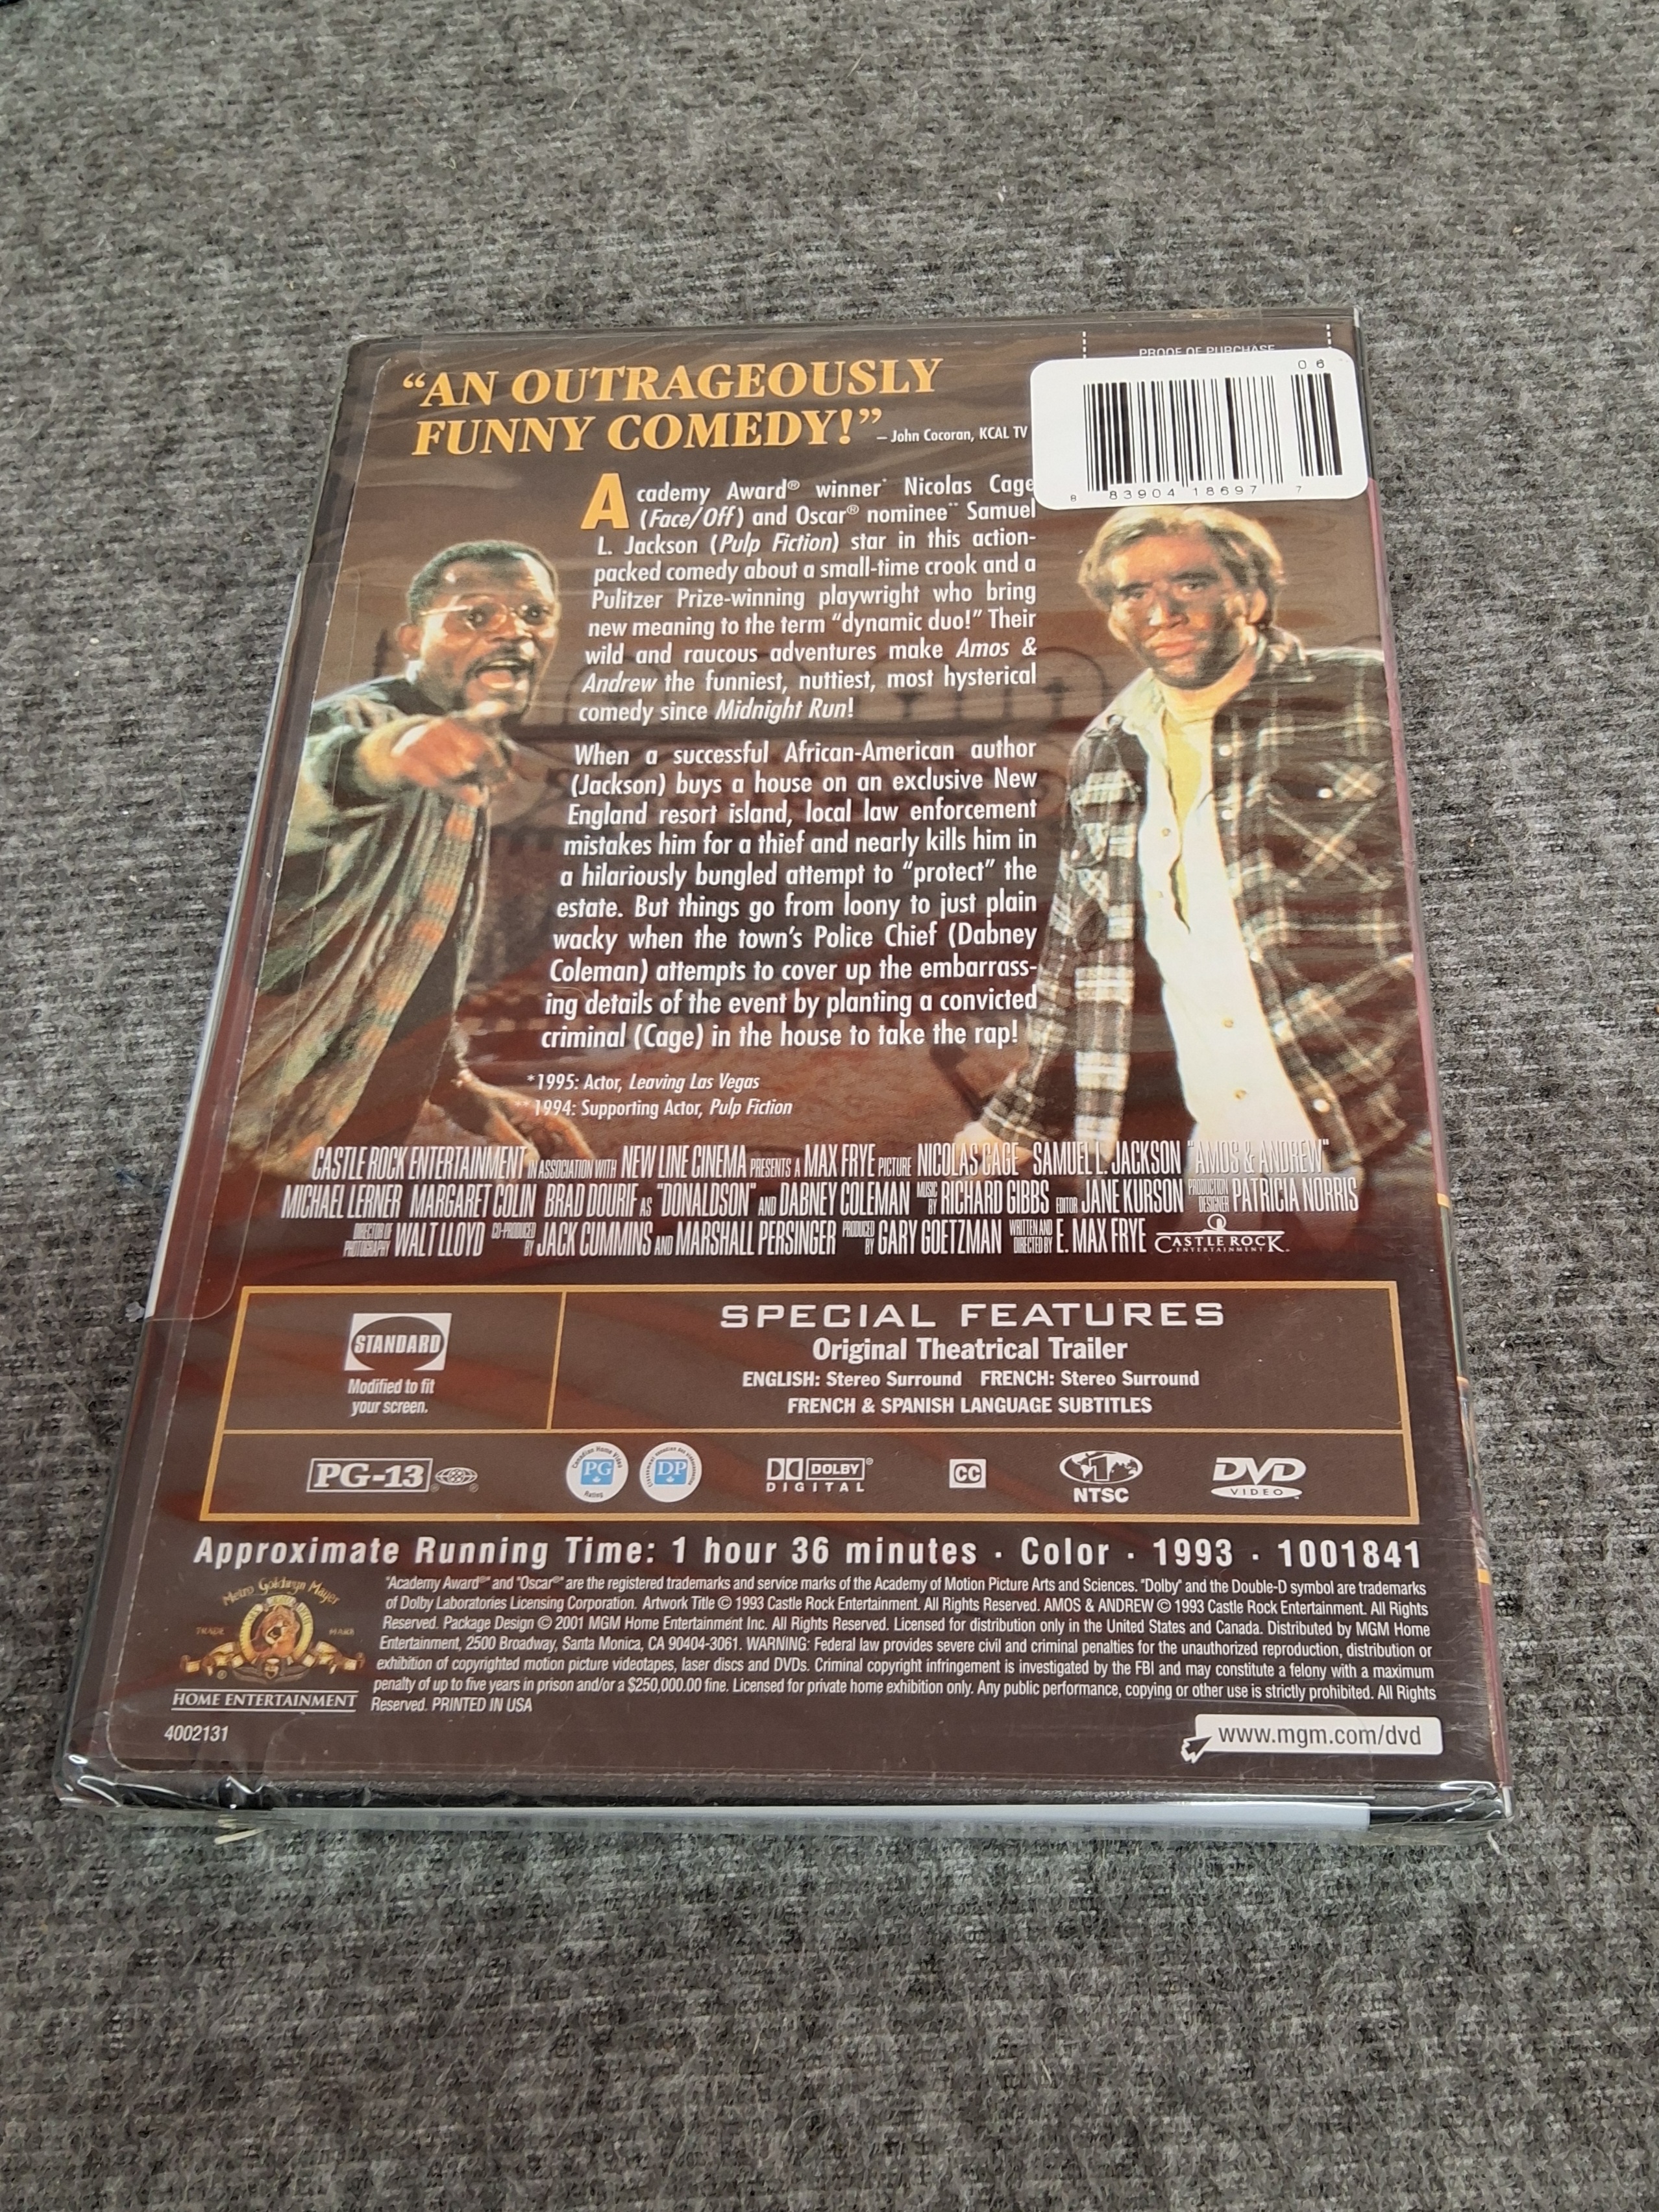 PROOF OF PURCHASE
06
8 83904 18697 7
“AN OUTRAGEOUSLY
FUNNY COMEDY!” – John Cocoran, KCAL TV
Academy Award® winner* Nicolas Cage
(Face/Off) and Oscar® nominee** Samuel
L. Jackson (Pulp Fiction) star in this action-
packed comedy about a small-time crook and a
Pulitzer Prize-winning playwright who bring
new meaning to the term “dynamic duo!” Their
wild and raucous adventures make Amos &
Andrew the funniest, nuttiest, most hysterical
comedy since Midnight Run!
When a successful African-American author
(Jackson) buys a house on an exclusive New
England resort island, local law enforcement
mistakes him for a thief and nearly kills him in
a hilariously bungled attempt to “protect” the
estate. But things go from loony to just plain
wacky when the town’s Police Chief (Dabney
Coleman) attempts to cover up the embarrass-
ing details of the event by planting a convicted
criminal (Cage) in the house to take the rap!
*1995: Actor, Leaving Las Vegas
**1994: Supporting Actor, Pulp Fiction
CASTLE ROCK ENTERTAINMENT IN ASSOCIATION WITH NEW LINE CINEMA PRESENTS A MAX FRYE PICTURE NICOLAS CAGE SAMUEL L. JACKSON "AMOS & ANDREW"
MICHAEL LERNER MARGARET COLIN BRAD DOURIF AS "DONALDSON" AND DABNEY COLEMAN MUSIC BY RICHARD GIBBS EDITOR JANE KURSON PRODUCTION DESIGNER PATRICIA NORRIS
DIRECTOR OF PHOTOGRAPHY WALT LLOYD CO-PRODUCED BY JACK CUMMINS AND MARSHALL PERSINGER PRODUCED BY GARY GOETZMAN WRITTEN AND DIRECTED BY E. MAX FRYE CASTLE ROCK ENTERTAINMENT
STANDARD
Modified to fit
your screen.
SPECIAL FEATURES
Original Theatrical Trailer
ENGLISH: Stereo Surround FRENCH: Stereo Surround
FRENCH & SPANISH LANGUAGE SUBTITLES
PG-13 ® Canadian Home Video PG Ratings DP DOLBY® DIGITAL CC 1 NTSC DVD VIDEO™
Approximate Running Time: 1 hour 36 minutes · Color · 1993 · 1001841
Metro Goldwyn Mayer
TRADE MARK
HOME ENTERTAINMENT
"Academy Award®" and "Oscar®" are the registered trademarks and service marks of the Academy of Motion Picture Arts and Sciences. "Dolby" and the Double-D symbol are trademarks
of Dolby Laboratories Licensing Corporation. Artwork Title © 1993 Castle Rock Entertainment. All Rights Reserved. AMOS & ANDREW © 1993 Castle Rock Entertainment. All Rights
Reserved. Package Design © 2001 MGM Home Entertainment Inc. All Rights Reserved. Licensed for distribution only in the United States and Canada. Distributed by MGM Home
Entertainment, 2500 Broadway, Santa Monica, CA 90404-3061. WARNING: Federal law provides severe civil and criminal penalties for the unauthorized reproduction, distribution or
exhibition of copyrighted motion picture videotapes, laser discs and DVDs. Criminal copyright infringement is investigated by the FBI and may constitute a felony with a maximum
penalty of up to five years in prison and/or a $250,000.00 fine. Licensed for private home exhibition only. Any public performance, copying or other use is strictly prohibited. All Rights
Reserved. PRINTED IN USA
4002131
www.mgm.com/dvd